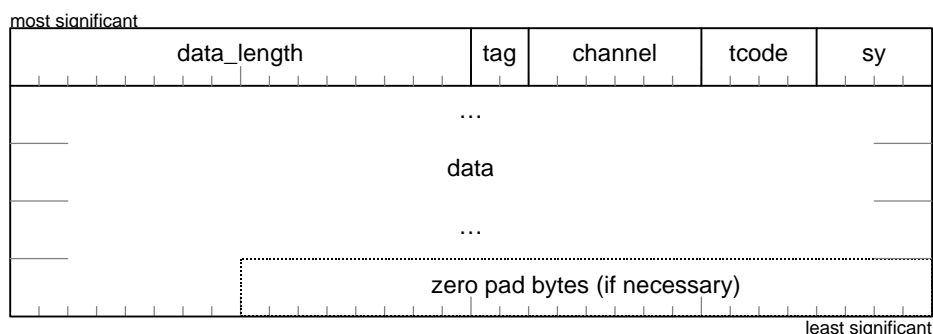 most significant
data_length tag channel tcode sy
…
data
…
zero pad bytes (if necessary)
least significant